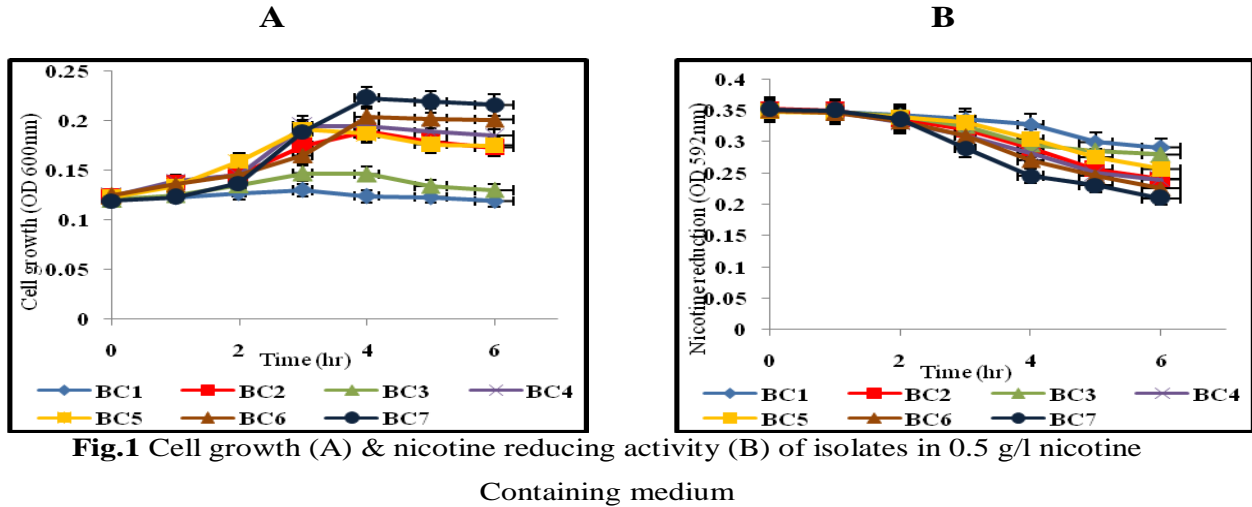 A
B
0.25
0.2
0.15
0.1
0.05
0
Cell growth (OD 600nm)
0 2 4 6
Time (hr)
BC1 BC2 BC3 BC4
BC5 BC6 BC7
0.4
0.35
0.3
0.25
0.2
0.15
0.1
0.05
0
Nicotine reduction (OD 592nm)
0 2 4 6
Time (hr)
BC1 BC2 BC3 BC4
BC5 BC6 BC7
Fig.1 Cell growth (A) & nicotine reducing activity (B) of isolates in 0.5 g/l nicotine
Containing medium